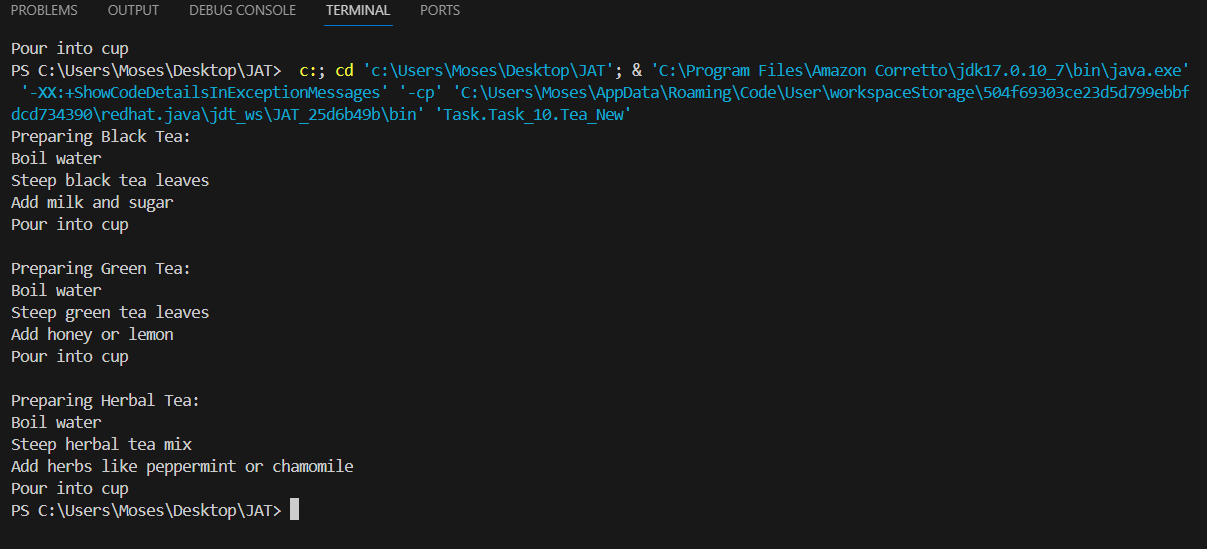 PROBLEMS OUTPUT DEBUG CONSOLE TERMINAL PORTS
Pour into cup
PS C:\Users\Moses\Desktop\JAT>  c:; cd 'c:\Users\Moses\Desktop\JAT'; & 'C:\Program Files\Amazon Corretto\jdk17.0.10_7\bin\java.exe'
 '-XX:+ShowCodeDetailsInExceptionMessages' '-cp' 'C:\Users\Moses\AppData\Roaming\Code\User\workspaceStorage\504f69303ce23d5d799ebbf
dcd734390\redhat.java\jdt_ws\JAT_25d6b49b\bin' 'Task.Task_10.Tea_New'
Preparing Black Tea:
Boil water
Steep black tea leaves
Add milk and sugar
Pour into cup
Preparing Green Tea:
Boil water
Steep green tea leaves
Add honey or lemon
Pour into cup
Preparing Herbal Tea:
Boil water
Steep herbal tea mix
Add herbs like peppermint or chamomile
Pour into cup
PS C:\Users\Moses\Desktop\JAT>